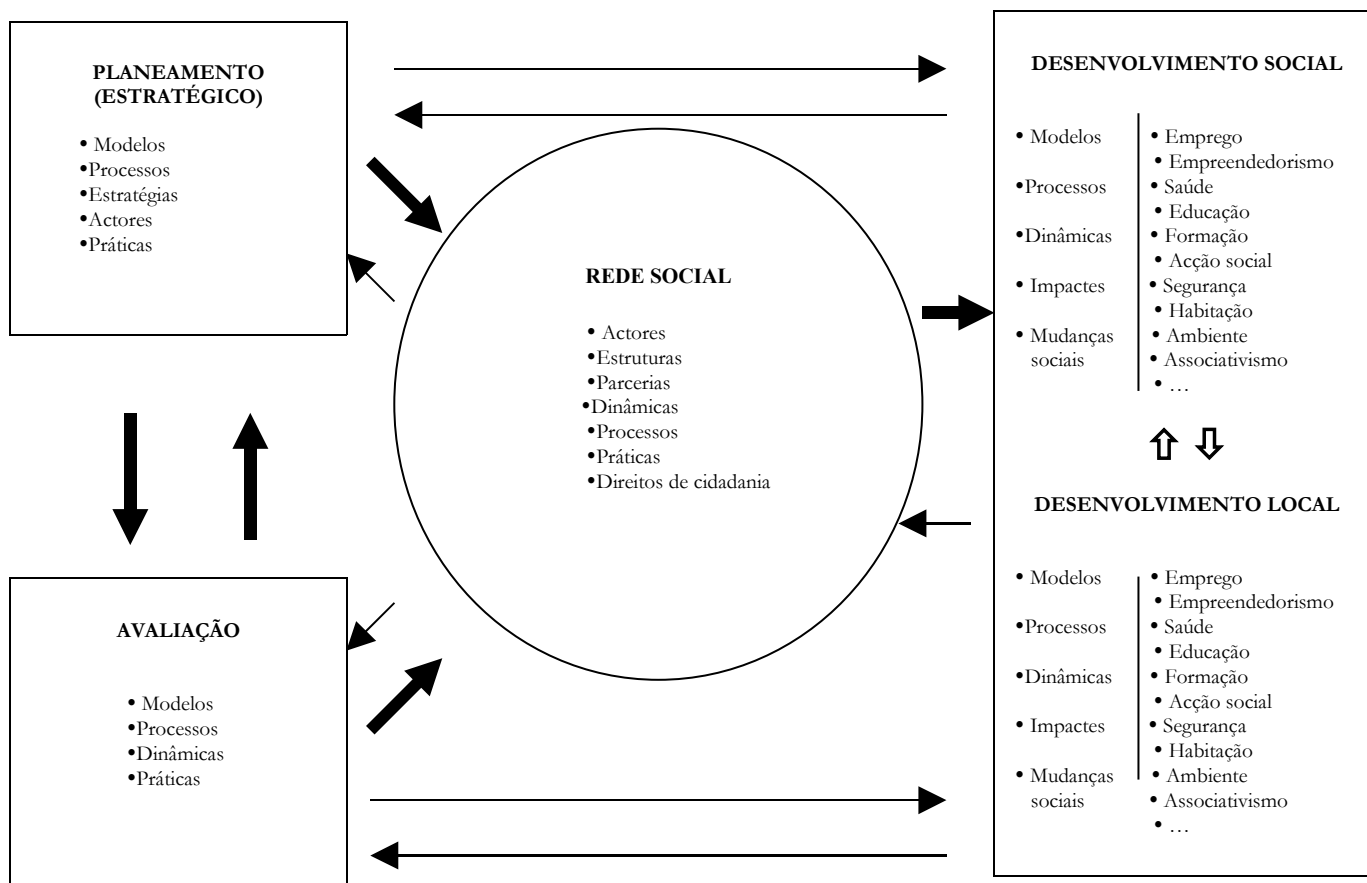 PLANEAMENTO
(ESTRATÉGICO)
• Modelos
•Processos
•Estratégias
•Actores
•Práticas
AVALIAÇÃO
• Modelos
•Processos
•Dinâmicas
•Práticas
REDE SOCIAL
• Actores
•Estruturas
•Parcerias
•Dinâmicas
•Processos
•Práticas
•Direitos de cidadania
DESENVOLVIMENTO SOCIAL
• Modelos
•Processos
•Dinâmicas
• Impactes
• Mudanças
sociais
• Emprego
• Empreendedorismo
• Saúde
• Educação
• Formação
• Acção social
• Segurança
• Habitação
• Ambiente
• Associativismo
• …
DESENVOLVIMENTO LOCAL
• Modelos
•Processos
•Dinâmicas
• Impactes
• Mudanças
sociais
• Emprego
• Empreendedorismo
• Saúde
• Educação
• Formação
• Acção social
• Segurança
• Habitação
• Ambiente
• Associativismo
• …